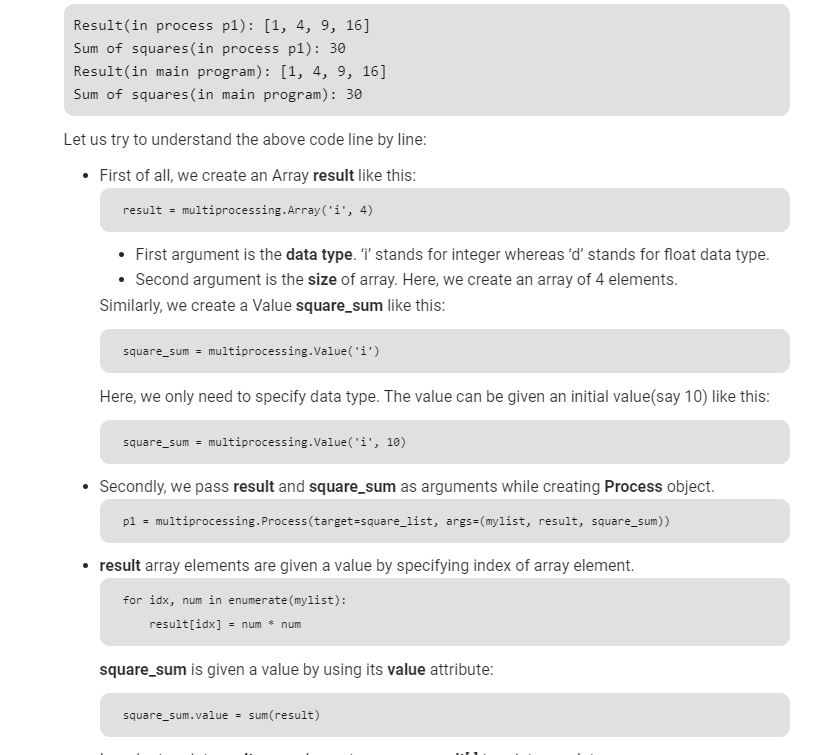 Result(in process p1): [1, 4, 9, 16]
Sum of squares(in process p1): 30
Result(in main program): [1, 4, 9, 16]
Sum of squares(in main program): 30
Let us try to understand the above code line by line:
• First of all, we create an Array result like this:
result = multiprocessing.Array('i', 4)
• First argument is the data type. ‘i’ stands for integer whereas ‘d’ stands for float data type.
• Second argument is the size of array. Here, we create an array of 4 elements.
Similarly, we create a Value square_sum like this:
square_sum = multiprocessing.Value('i')
Here, we only need to specify data type. The value can be given an initial value(say 10) like this:
square_sum = multiprocessing.Value('i', 10)
• Secondly, we pass result and square_sum as arguments while creating Process object.
p1 = multiprocessing.Process(target=square_list, args=(mylist, result, square_sum))
• result array elements are given a value by specifying index of array element.
for idx, num in enumerate(mylist):
    result[idx] = num * num
square_sum is given a value by using its value attribute:
square_sum.value = sum(result)